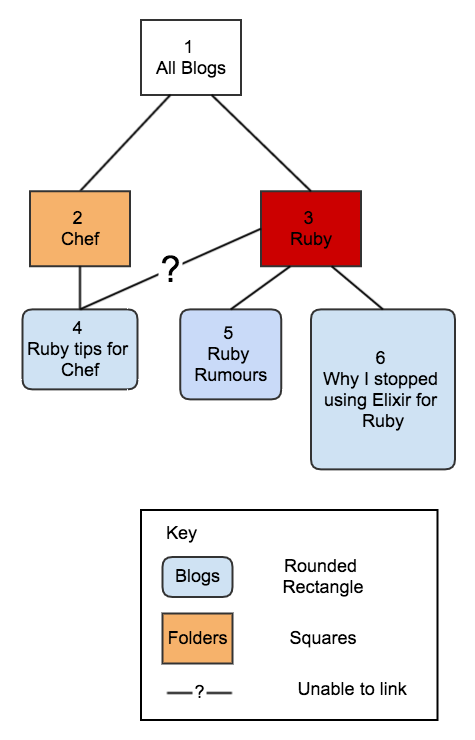 1
All Blogs
2
Chef
3
Ruby
?
4
Ruby tips for
Chef
5
Ruby
Rumours
6
Why I stopped
using Elixir for
Ruby
Key
Blogs
Rounded
Rectangle
Folders
Squares
?
Unable to link